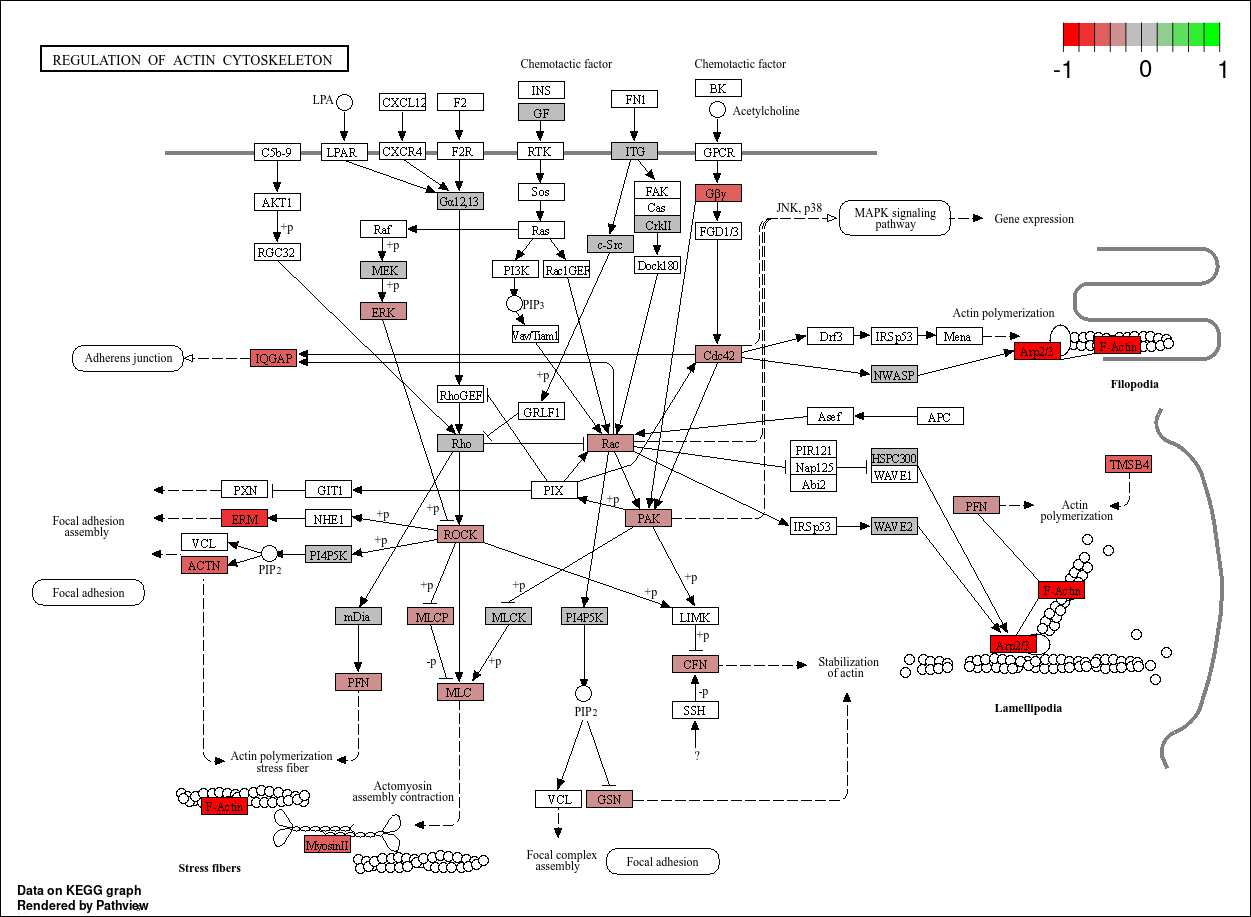 REGULATION OF ACTIN CYTOSKELETON
-1 0 1
Chemotactic factor
Chemotactic factor
LPA
CXCL12
F2
INS
GF
FN1
BK
Acetylcholine
C5b-9
LPAR
CXCR4
F2R
RTK
ITG
GPCR
AKT1
Gα12,13
Sos
FAK
Cas
CrkII
Gβγ
JNK, p38
MAPK signaling
pathway
Gene expression
+p
RGC32
Raf
Ras
c-Src
FGD1/3
+p
MEK
PI3K
Rac1GEF
Dock180
+p
ERK
PIP3
Vav/Tiam1
Actin polymerization
Adherens junction
IQGAP
Cdc42
Drf3
IRSp53
Mena
Arp2/3
F-Actin
NWASP
Filopodia
+p
RhoGEF
GRLF1
Asef
APC
Rho
Rac
PIR121
Nap125
Abi2
HSPC300
WAVE1
TMSB4
PXN
GIT1
PIX
+p
PFN
Actin
polymerization
Focal adhesion
assembly
ERM
NHE1
+p
+p
PAK
IRSp53
WAVE2
ROCK
VCL
ACTN
PIP2
PI4P5K
+p
Focal adhesion
+p
+p
+p
+p
F-Actin
mDia
MLCP
MLCK
PI4P5K
LIMK
+p
Arp2/3
-p
+p
CFN
Stabilization
of actin
PFN
MLC
-p
SSH
PIP2
Lamellipodia
?
Actin polymerization
stress fiber
Actomyosin
assembly contraction
F-Actin
VCL
GSN
MyosinII
Stress fibers
Focal complex
assembly
Focal adhesion
Data on KEGG graph
Rendered by Pathview